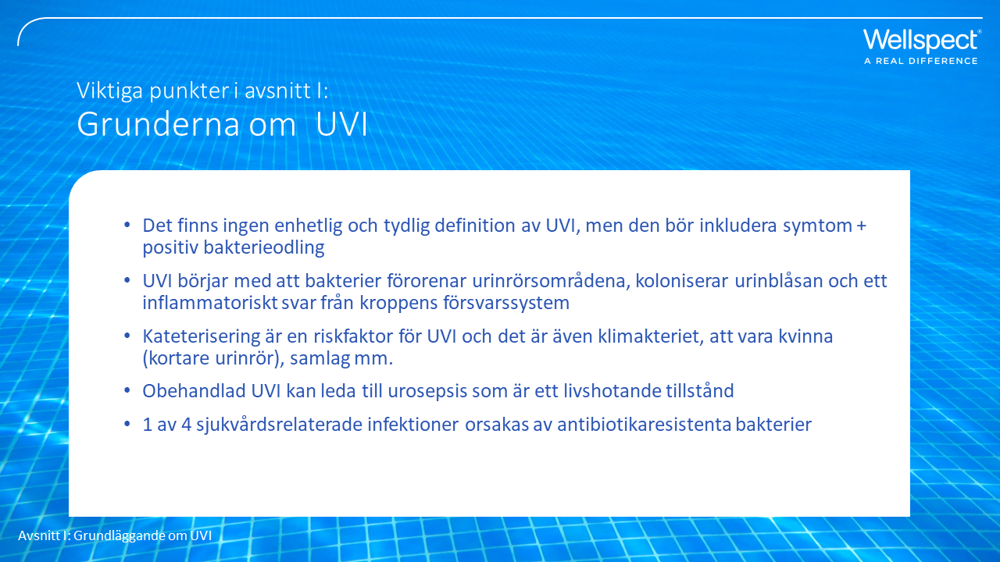 Wellspect®
A REAL DIFFERENCE
Viktiga punkter i avsnitt I:
Grunderna om UVI
• Det finns ingen enhetlig och tydlig definition av UVI, men den bör inkludera symtom +
positiv bakterieodling
• UVI börjar med att bakterier förorenar urinrörsområdena, koloniserar urinblåsan och ett
inflammatoriskt svar från kroppens försvarssystem
• Kateterisering är en riskfaktor för UVI och det är även klimakteriet, att vara kvinna
(kortare urinrör), samlag mm.
• Obehandlad UVI kan leda till urosepsis som är ett livshotande tillstånd
• 1 av 4 sjukvårdsrelaterade infektioner orsakas av antibiotikaresistenta bakterier
Avsnitt I: Grundläggande om UVI